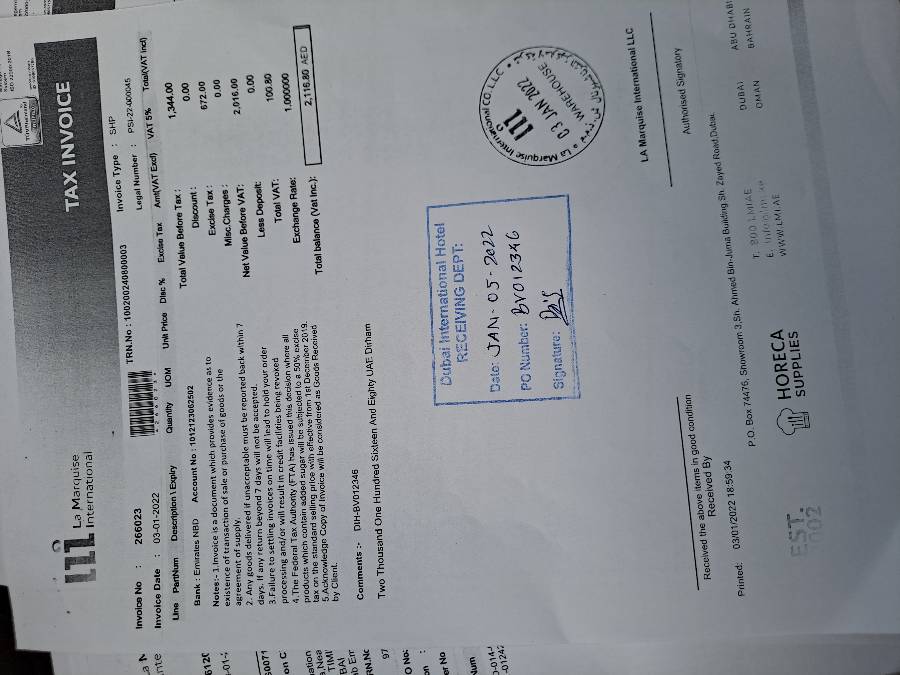 La Marquise
International
TAX INVOICE
Invoice No : 266023
TRN.No : 100200240800003
Invoice Type : SHP
Invoice Date : 03-01-2022
Legal Number : PSI-22-000045
Line PartNum Description \ Expiry Quantity UOM Unit Price Disc % Excise Tax Amt(VAT Excl) VAT 5% Total(VAT Incl)
Bank : Emirates NBD Account No : 1012123062502
Total Value Before Tax : 1,344.00
Discount : 0.00
Excise Tax : 672.00
Misc.Charges : 0.00
Net Value Before VAT: 2,016.00
Less Deposit: 0.00
Total VAT: 100.80
Exchange Rate: 1.000000
Total balance (Vat Inc.): 2,116.80 AED
Notes:- 1.Invoice is a document which provides evidence as to
existence of transaction of sale or purchase of goods or the
agreement of supply.
2. Any goods delivered if unacceptable must be reported back within 7
days. If any return beyond 7 days will not be accepted.
3.Failure to settling invoices on time will lead to hold your order
processing and/or will result in credit facilities being revoked
4.The Federal Tax Authority (FTA) has issued this decision where all
products which contain added sugar will be subjected to a 50% excise
tax on the standard selling price with effective from 1st December 2019.
5.Acknowledge Copy of Invoice will be considered as Goods Received
by Client.
Comments :- DIH-BV012346
Two Thousand One Hundred Sixteen And Eighty UAE Dirham
Dubai International Hotel
RECEIVING DEPT:
Date: JAN-05-2022
PO Number: BV012346
Signature:
La Marquise International CO. LLC
03 JAN 2022
WAREHOUSE
LA Marquise International LLC
Authorised Signatory
Received the above items in good condition
Received By
Printed: 03/01/2022 18:59:34
P.O. Box 74476, Showroom 3,Sh. Ahmed Bin-Juma Building Sh. Zayed Road,Dubai.
EST.
002
HORECA
SUPPLIES
T. 800 LMIAE
WWW.LMI.AE
DUBAI
ABU DHABI
OMAN
BAHRAIN